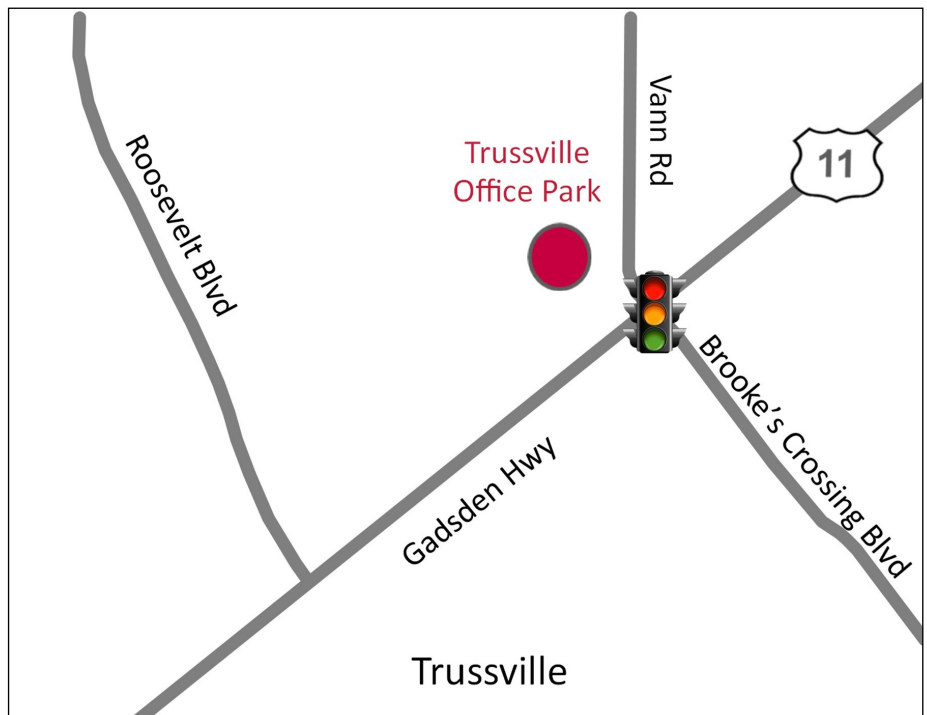 Vann Rd
Roosevelt Blvd
Trussville
Office Park
11
Brooke’s Crossing Blvd
Gadsden Hwy
Trussville